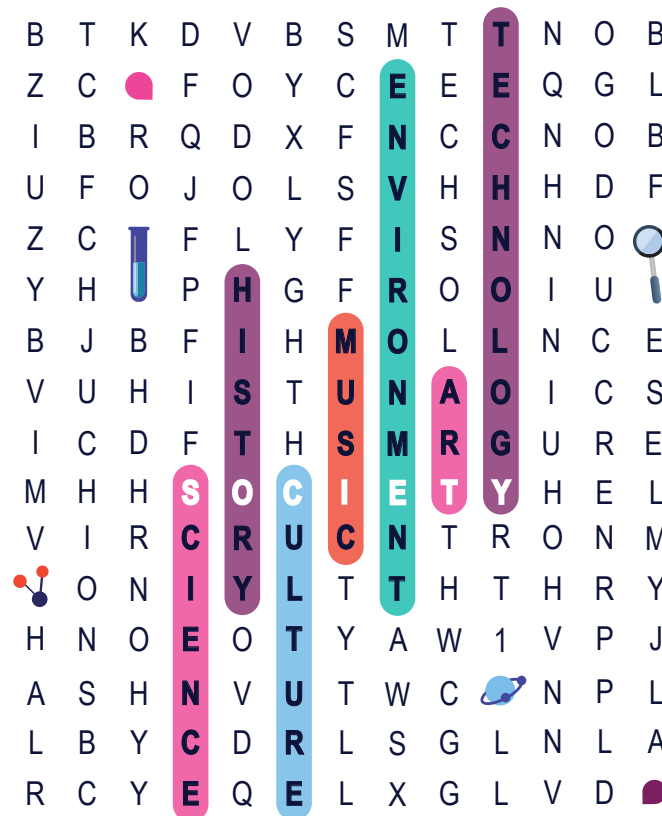 B T K D V B S M T T N O B
Z C F O Y C E E E Q G L
I B R Q D X F N C C N O B
U F O J O L S V H H H D F
Z C F L Y F I S N N O
Y H P H G F R O O I U
B J B F I H M O L L N C E
V U H I S T U N A O I C S
I C D F T H S M R G U R E
M H H S O C I E T Y H E L
V I R C R U C N T R O N M
O N I Y L T T H T H R Y
H N O E O T Y A W 1 V P J
A S H N V U T W C N P L
L B Y C D R L S G L N L A
R C Y E Q E L X G L V D